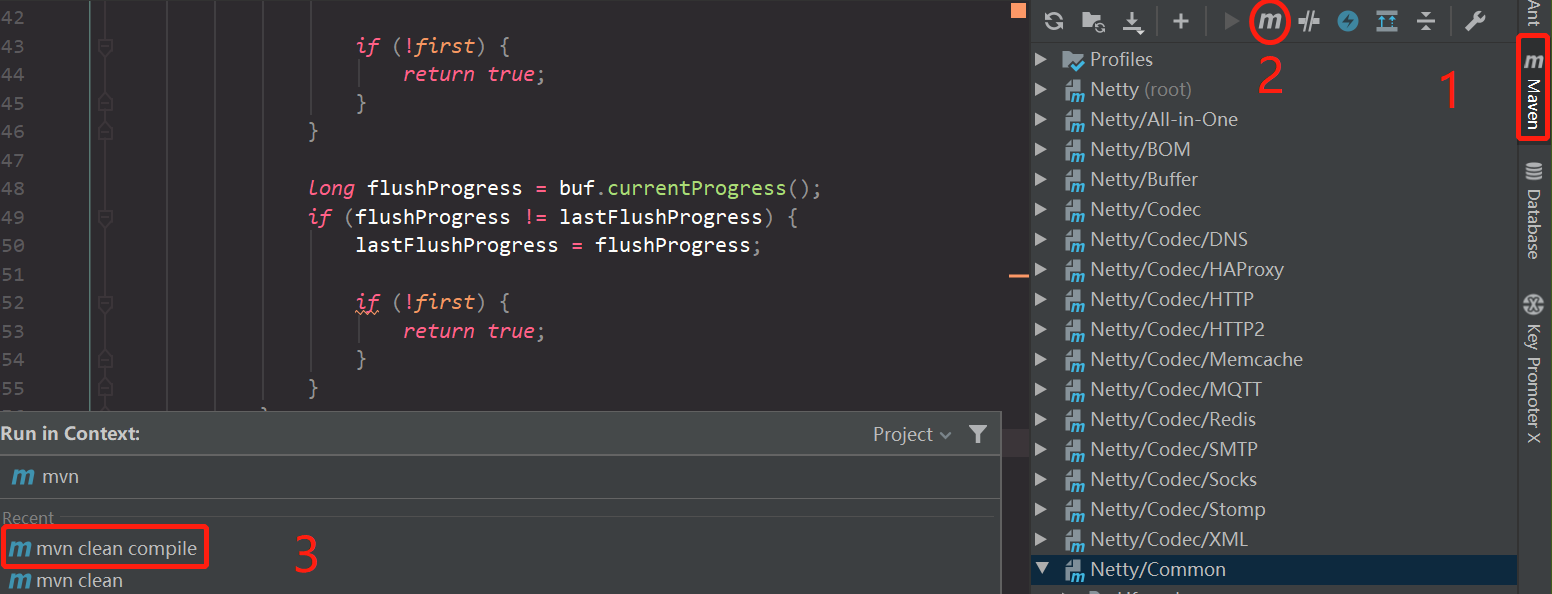 42
43 if (!first) {
44 return true;
45 }
46 }
47
48 long flushProgress = buf.currentProgress();
49 if (flushProgress != lastFlushProgress) {
50 lastFlushProgress = flushProgress;
51
52 if (!first) {
53 return true;
54 }
55 }
Run in Context:
Project
m mvn
Recent
m mvn clean compile
3
m mvn clean
m
2
1
Profiles
Netty (root)
Netty/All-in-One
Netty/BOM
Netty/Buffer
Netty/Codec
Netty/Codec/DNS
Netty/Codec/HAProxy
Netty/Codec/HTTP
Netty/Codec/HTTP2
Netty/Codec/Memcache
Netty/Codec/MQTT
Netty/Codec/Redis
Netty/Codec/SMTP
Netty/Codec/Socks
Netty/Codec/Stomp
Netty/Codec/XML
Netty/Common
Ant
m Maven
Database
Key Promoter X